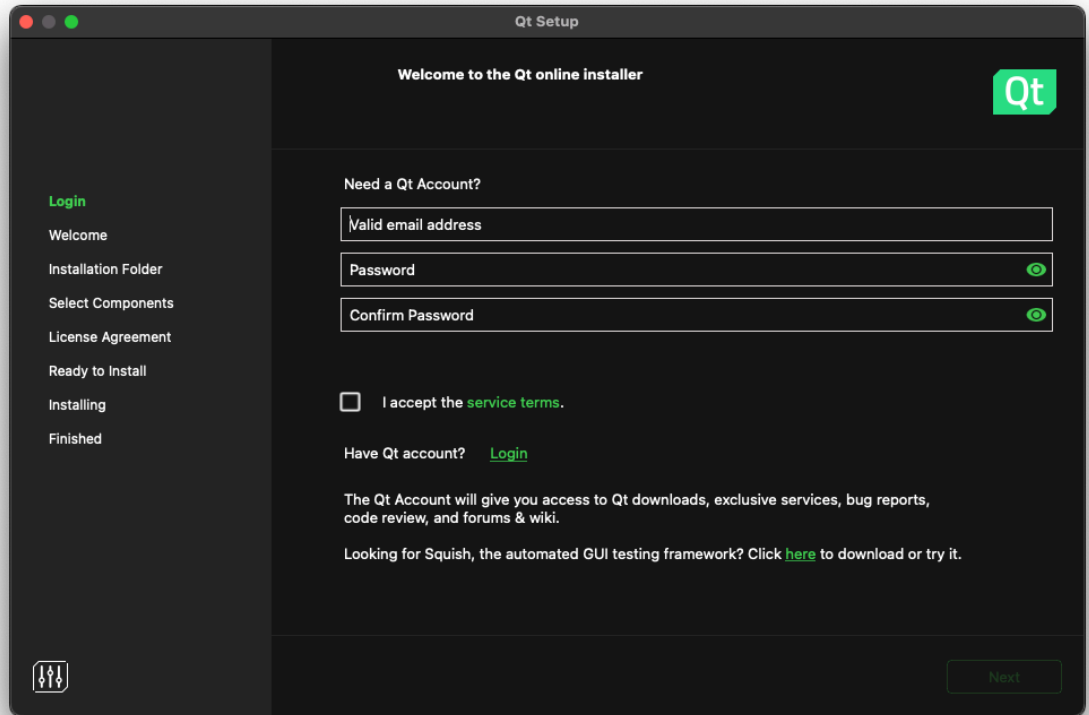 Qt Setup
Welcome to the Qt online installer
Qt
Login
Welcome
Installation Folder
Select Components
License Agreement
Ready to Install
Installing
Finished
Need a Qt Account?
Valid email address
Password
Confirm Password
I accept the service terms.
Have Qt account? Login
The Qt Account will give you access to Qt downloads, exclusive services, bug reports,
code review, and forums & wiki.
Looking for Squish, the automated GUI testing framework? Click here to download or try it.
Next